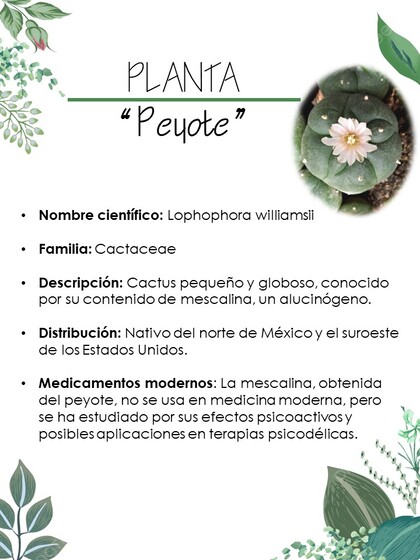 PLANTA
“Peyote”
• Nombre científico: Lophophora williamsii
• Familia: Cactaceae
• Descripción: Cactus pequeño y globoso, conocido
por su contenido de mescalina, un alucinógeno.
• Distribución: Nativo del norte de México y el suroeste
de los Estados Unidos.
• Medicamentos modernos: La mescalina, obtenida
del peyote, no se usa en medicina moderna, pero
se ha estudiado por sus efectos psicoactivos y
posibles aplicaciones en terapias psicodélicas.